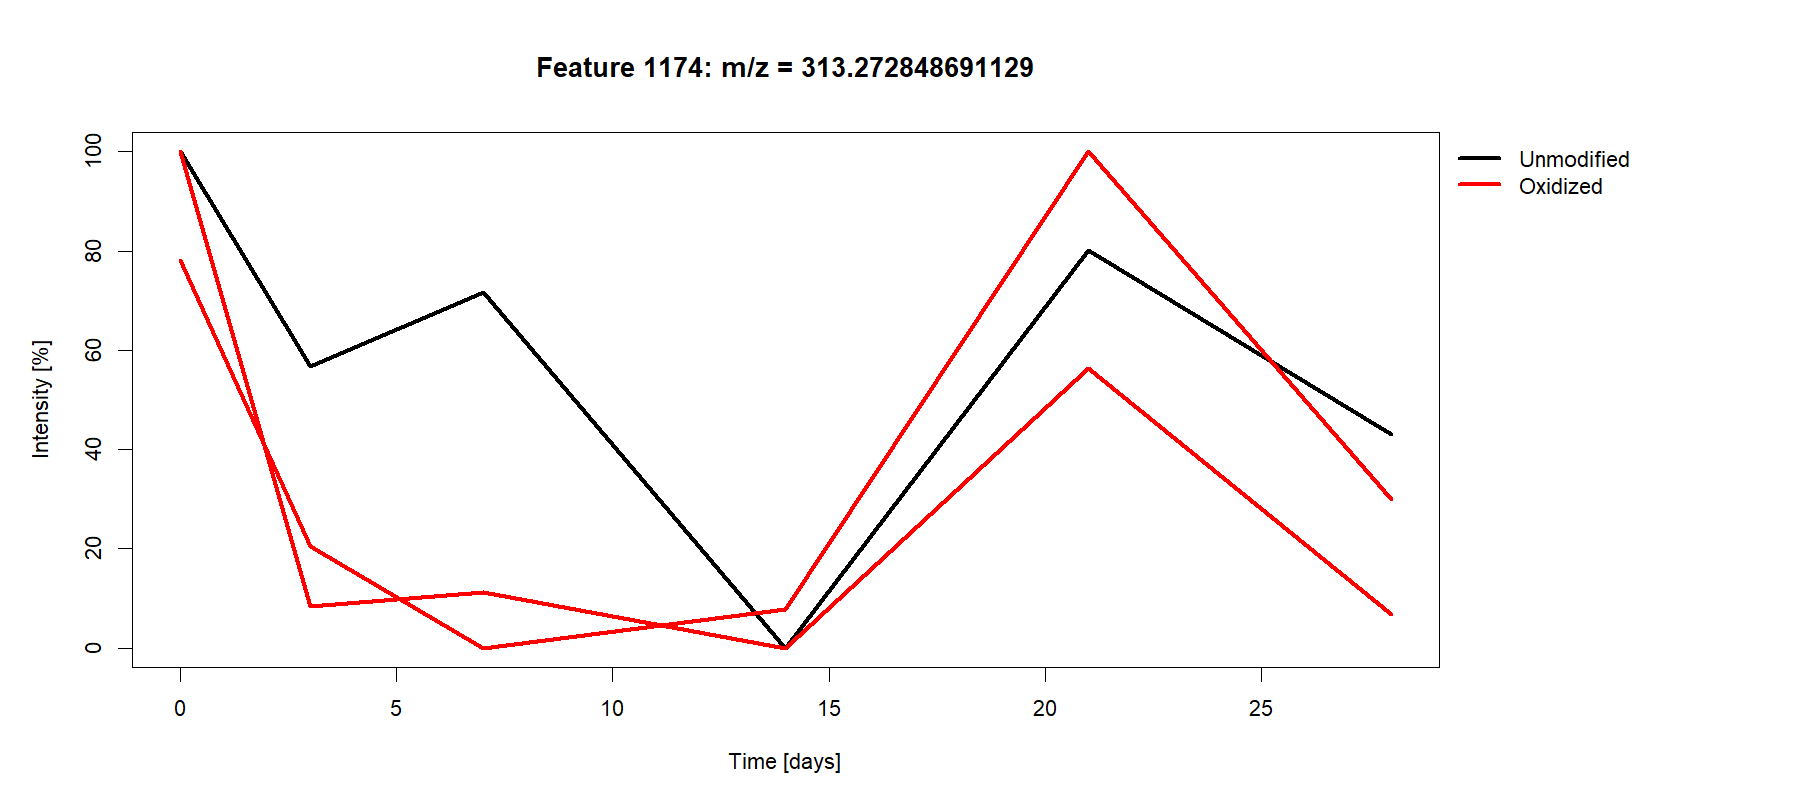 Feature 1174: m/z = 313.272848691129
Unmodified
Oxidized
Intensity [%]
100
80
60
40
20
0
0 5 10 15 20 25
Time [days]